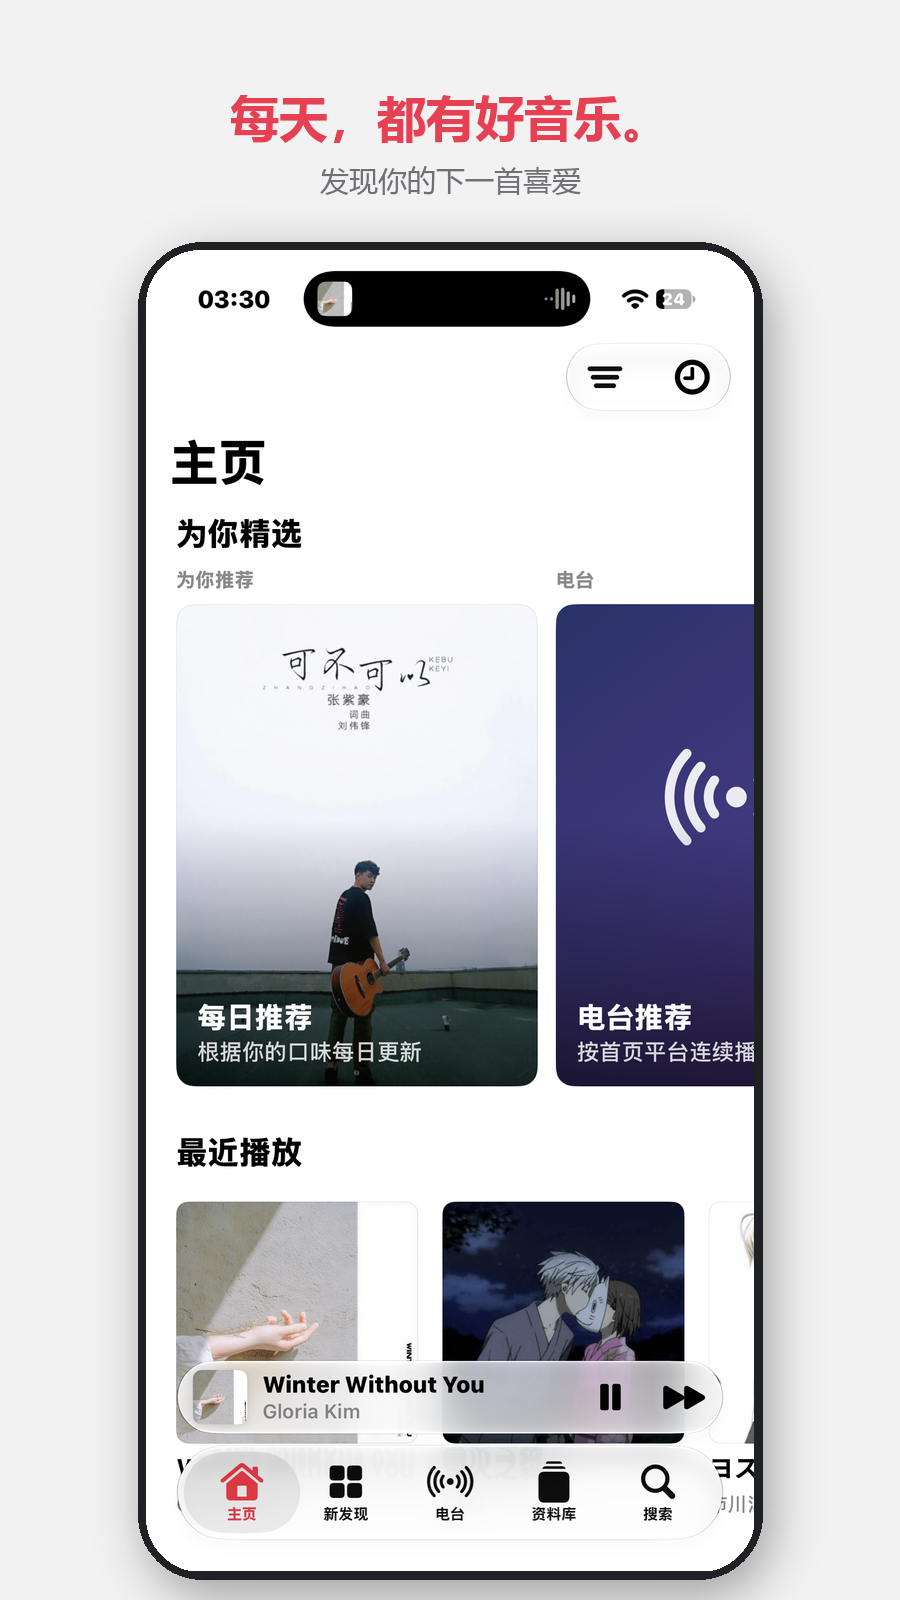 每天，都有好音乐。
发现你的下一首喜爱
03:30
24
主页
为你精选
为你推荐
电台
可不可以
KEBU
KEYI
ZHANGZIHAO
张紫豪
词曲
刘伟锋
每日推荐
根据你的口味每日更新
电台推荐
按首页平台连续播
最近播放
Winter Without You
Gloria Kim
主页
新发现
电台
资料库
搜索